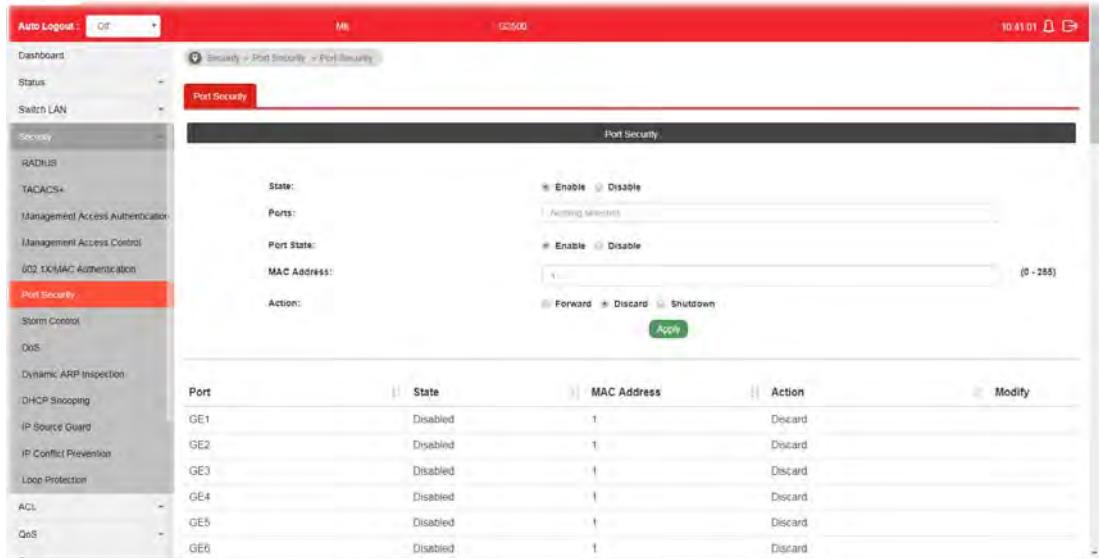 Auto Logout : Off MK G2500 10:41:01
Dashboard
Security > Port Security > Port Security
Status
Port Security
Switch LAN
Security
Port Security
RADIUS
TACACS+
State: Enable Disable
Management Access Authentication
Ports: Nothing selected
Management Access Control
Port State: Enable Disable
802.1X/MAC Authentication
MAC Address: 1 (0 - 255)
Port Security
Action: Forward Discard Shutdown
Storm Control
Apply
DoS
Dynamic ARP Inspection
Port State MAC Address Action Modify
DHCP Snooping
GE1 Disabled 1 Discard
IP Source Guard
GE2 Disabled 1 Discard
IP Conflict Prevention
GE3 Disabled 1 Discard
Loop Protection
GE4 Disabled 1 Discard
ACL
GE5 Disabled 1 Discard
QoS
GE6 Disabled 1 Discard